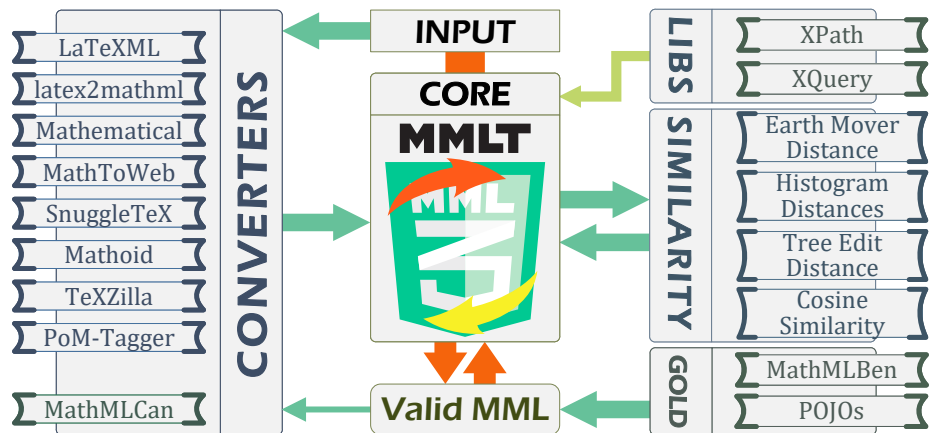 LaTeXML
latex2mathml
Mathematical
MathToWeb
SnuggleTeX
Mathoid
TeXZilla
PoM-Tagger
MathMLCan
CONVERTERS
INPUT
CORE
MMLT
MML
Valid MML
LIBS
XPath
XQuery
SIMILARITY
Earth Mover
Distance
Histogram
Distances
Tree Edit
Distance
Cosine
Similarity
GOLD
MathMLBen
POJOs